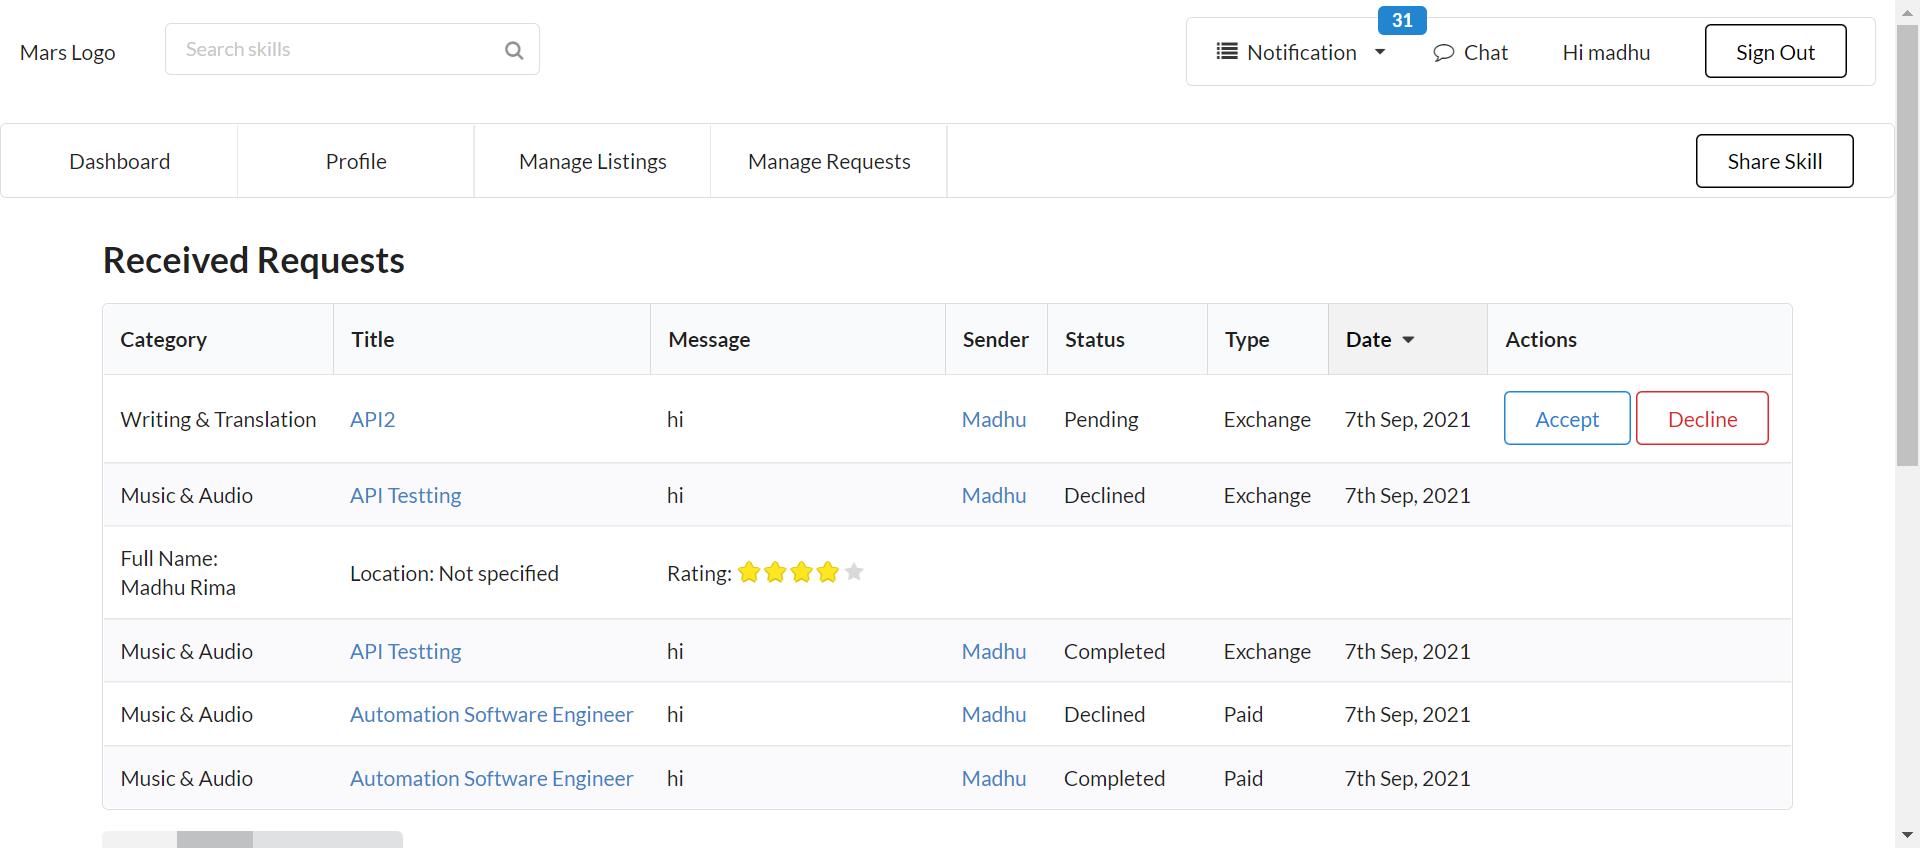 Mars Logo
Search skills
31
Notification
Chat
Hi madhu
Sign Out
Dashboard
Profile
Manage Listings
Manage Requests
Share Skill
Received Requests
Category Title Message Sender Status Type Date Actions
Writing & Translation API2 hi Madhu Pending Exchange 7th Sep, 2021 Accept Decline
Music & Audio API Testting hi Madhu Declined Exchange 7th Sep, 2021
Full Name:
Madhu Rima
Location: Not specified
Rating:
Music & Audio API Testting hi Madhu Completed Exchange 7th Sep, 2021
Music & Audio Automation Software Engineer hi Madhu Declined Paid 7th Sep, 2021
Music & Audio Automation Software Engineer hi Madhu Completed Paid 7th Sep, 2021